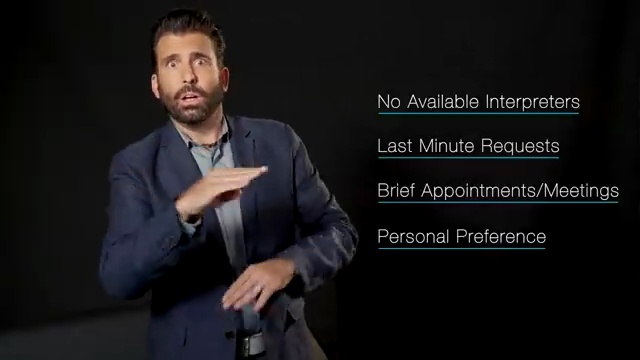 No Available Interpreters
Last Minute Requests
Brief Appointments/Meetings
Personal Preference